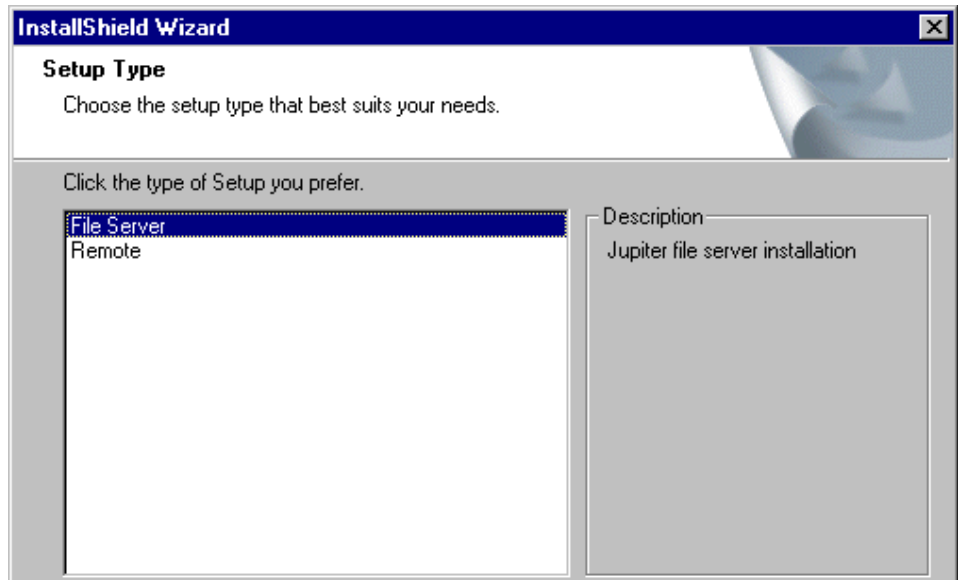 InstallShield Wizard
Setup Type
Choose the setup type that best suits your needs.
Click the type of Setup you prefer.
File Server
Remote
Description
Jupiter file server installation